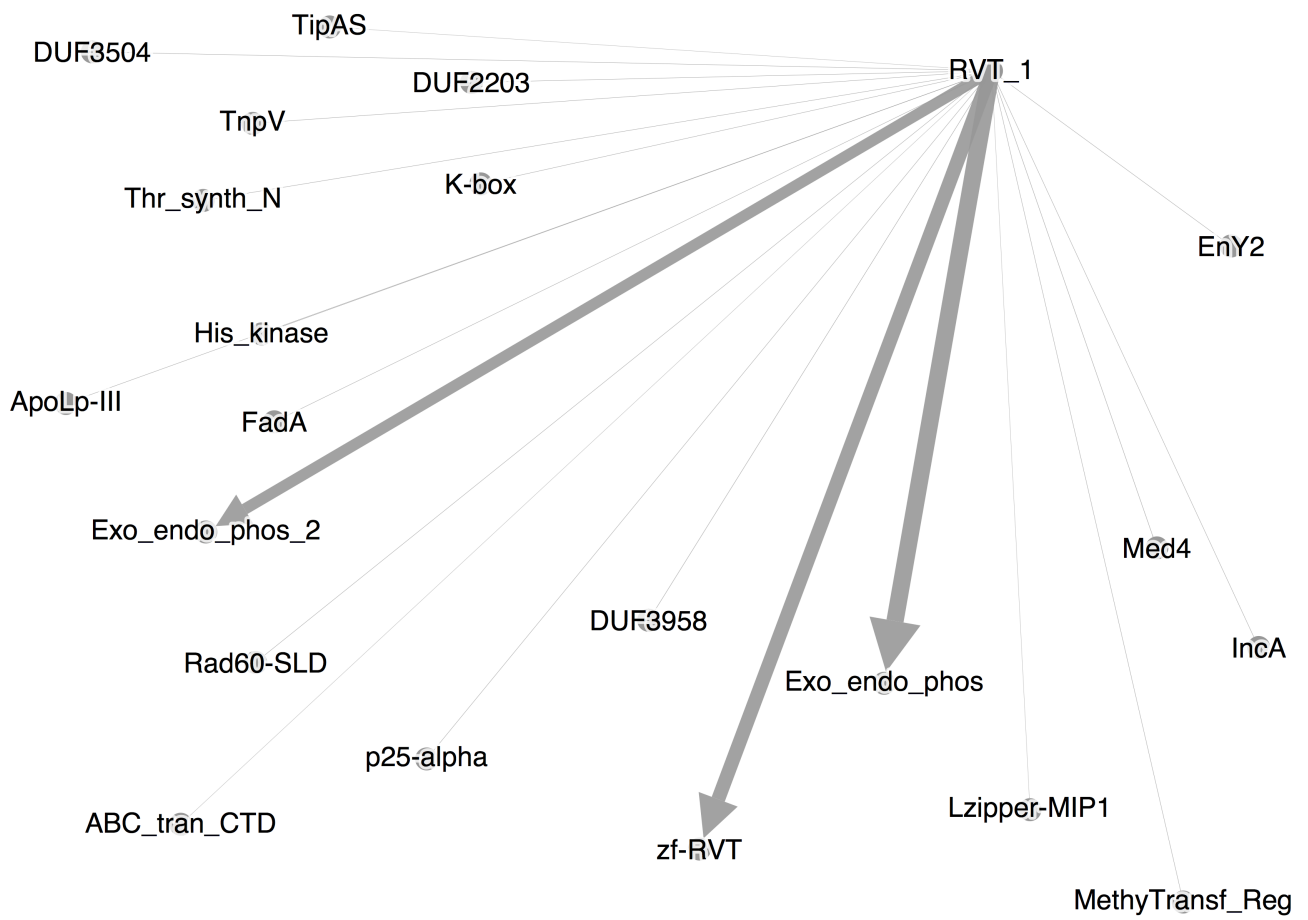 TipAS
DUF3504
RVT_1
DUF2203
TnpV
K-box
Thr_synth_N
EnY2
His_kinase
ApoLp-III
FadA
Exo_endo_phos_2
Med4
DUF3958
IncA
Rad60-SLD
Exo_endo_phos
p25-alpha
Lzipper-MIP1
ABC_tran_CTD
zf-RVT
MethyTransf_Reg